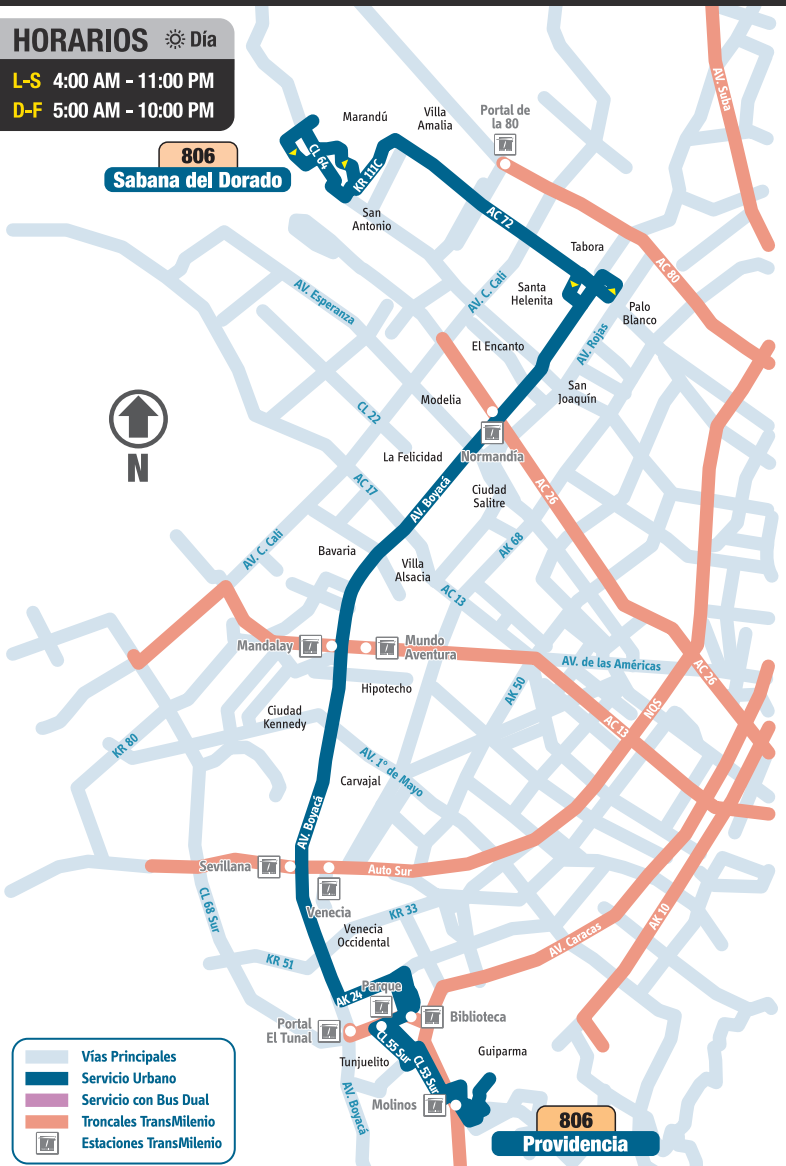 HORARIOS Día
L-S 4:00 AM - 11:00 PM
D-F 5:00 AM - 10:00 PM
806
Sabana del Dorado
Marandú
Villa
Amalia
Portal de
la 80
AV. Suba
CL 64
KR 111C
San
Antonio
AC 72
Tabora
AC 80
AV. Esperanza
AV. C. Cali
Santa
Helenita
Palo
Blanco
El Encanto
AV. Rojas
San
Joaquín
Modelia
CL 22
La Felicidad
Normandía
N
AC 17
AV. Boyacá
Ciudad
Salitre
AC 26
AK 68
AV. C. Cali
Bavaria
Villa
Alsacia
AC 13
Mandalay
Mundo
Aventura
AV. de las Américas
AC 26
Hipotecho
AK 50
NQS
Ciudad
Kennedy
AC 13
KR 80
AV. 1° de Mayo
Carvajal
AV. Boyacá
Sevillana
Auto Sur
Venecia
CL 68 Sur
KR 33
AK 10
Venecia
Occidental
AV. Caracas
KR 51
Parque
AK 24
Portal
El Tunal
Biblioteca
CL 55 Sur
Tunjuelito
CL 53 Sur
Guiparma
AV. Boyacá
Molinos
806
Providencia
Vías Principales
Servicio Urbano
Servicio con Bus Dual
Troncales TransMilenio
Estaciones TransMilenio